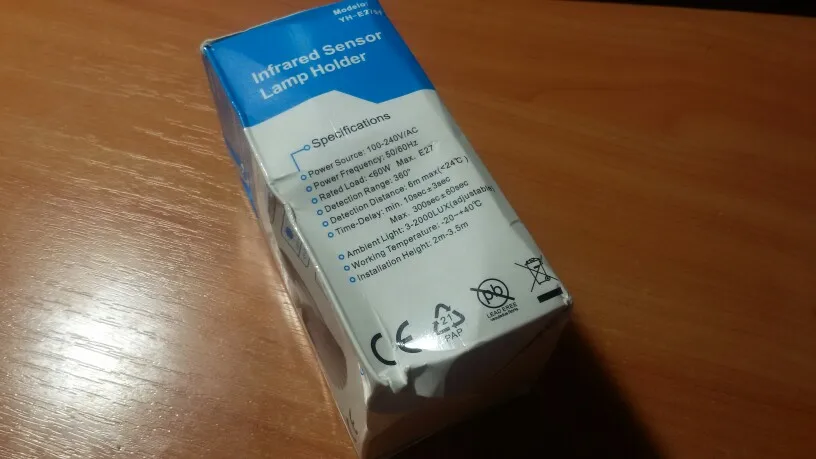 Modelo:
Infrared Sensor
Lamp Holder
Specifications
Power Source: 100-240V/AC
Power Frequency: 50/60Hz
Rated Load: <60W Max. E27
Detection Range: 360°
Detection Distance: 6m max(<24℃)
Time-Delay: min. 10sec±3sec
Max. 300sec±60sec
Ambient Light: 3-2000LUX(adjustable)
Working Temperature: -20~+40℃
Installation Height: 2m-3.5m
CE
21
PAP
pb
LEAD FREE